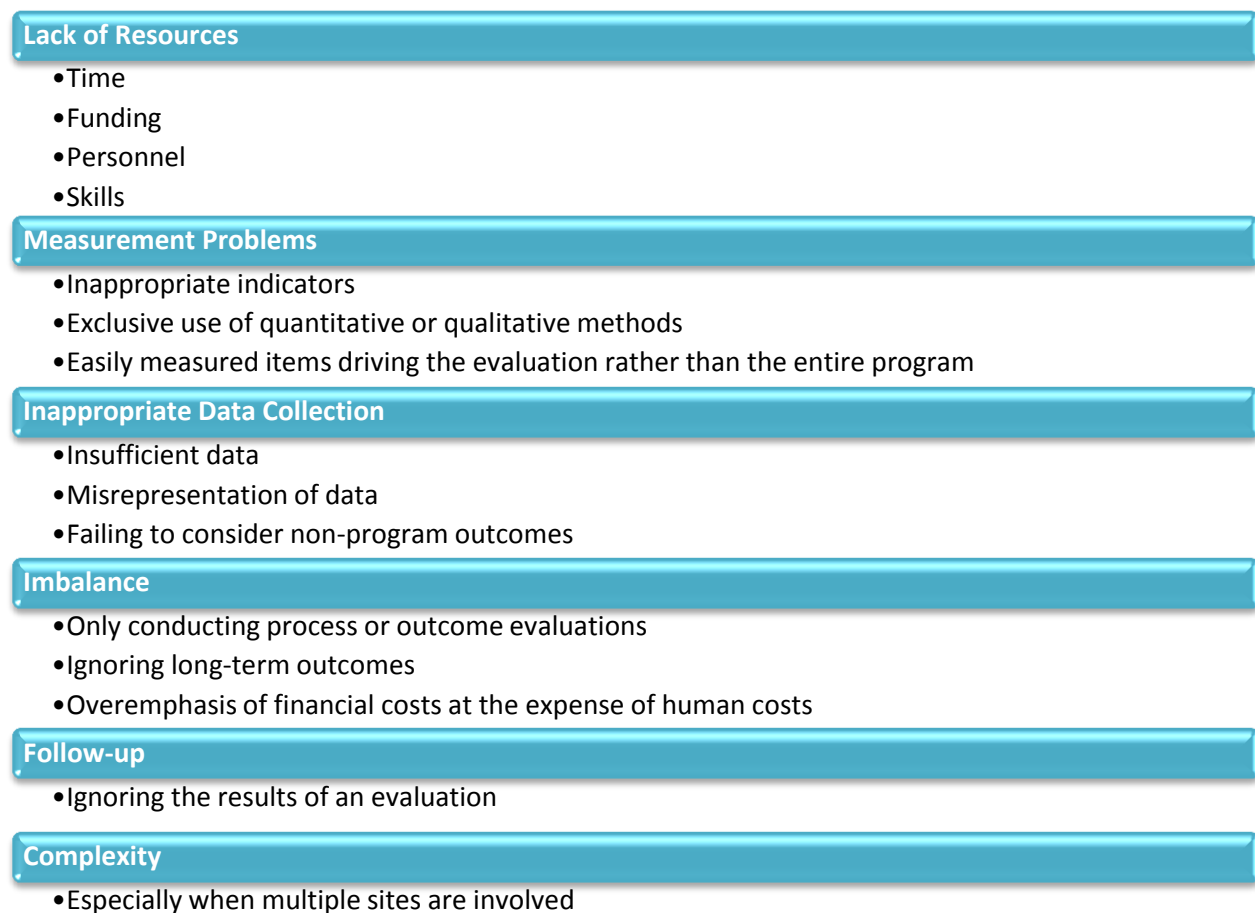 Lack of Resources
•Time
•Funding
•Personnel
•Skills
Measurement Problems
•Inappropriate indicators
•Exclusive use of quantitative or qualitative methods
•Easily measured items driving the evaluation rather than the entire program
Inappropriate Data Collection
•Insufficient data
•Misrepresentation of data
•Failing to consider non-program outcomes
Imbalance
•Only conducting process or outcome evaluations
•Ignoring long-term outcomes
•Overemphasis of financial costs at the expense of human costs
Follow-up
•Ignoring the results of an evaluation
Complexity
•Especially when multiple sites are involved